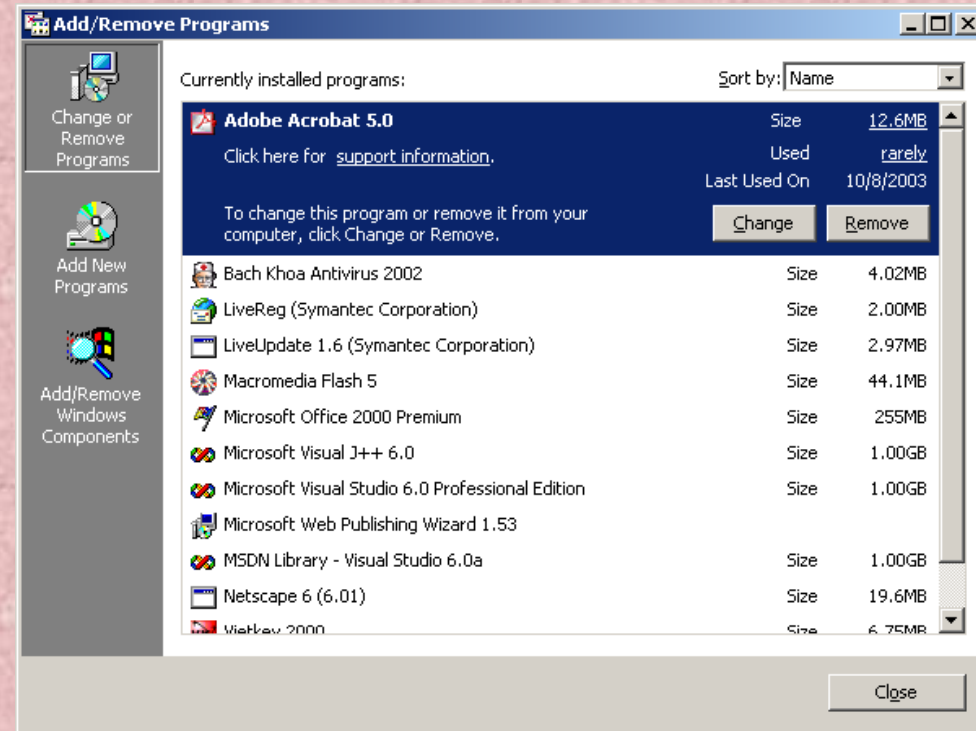 Add/Remove Programs
Change or
Remove
Programs
Add New
Programs
Add/Remove
Windows
Components
Currently installed programs:
Sort by: Name
Adobe Acrobat 5.0 Size 12.6MB
Click here for support information. Used rarely
Last Used On 10/8/2003
To change this program or remove it from your
computer, click Change or Remove.
Change Remove
Bach Khoa Antivirus 2002 Size 4.02MB
LiveReg (Symantec Corporation) Size 2.00MB
LiveUpdate 1.6 (Symantec Corporation) Size 2.97MB
Macromedia Flash 5 Size 44.1MB
Microsoft Office 2000 Premium Size 255MB
Microsoft Visual J++ 6.0 Size 1.00GB
Microsoft Visual Studio 6.0 Professional Edition Size 1.00GB
Microsoft Web Publishing Wizard 1.53
MSDN Library - Visual Studio 6.0a Size 1.00GB
Netscape 6 (6.01) Size 19.6MB
Vietkey 2000 Size 6.75MB
Close